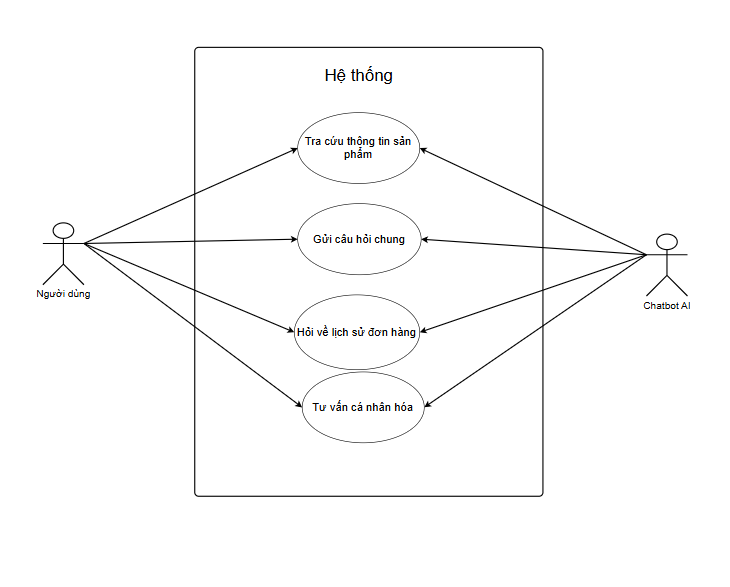 Hệ thống
Tra cứu thông tin sản
phẩm
Gửi câu hỏi chung
Người dùng
Chatbot AI
Hỏi về lịch sử đơn hàng
Tư vấn cá nhân hóa